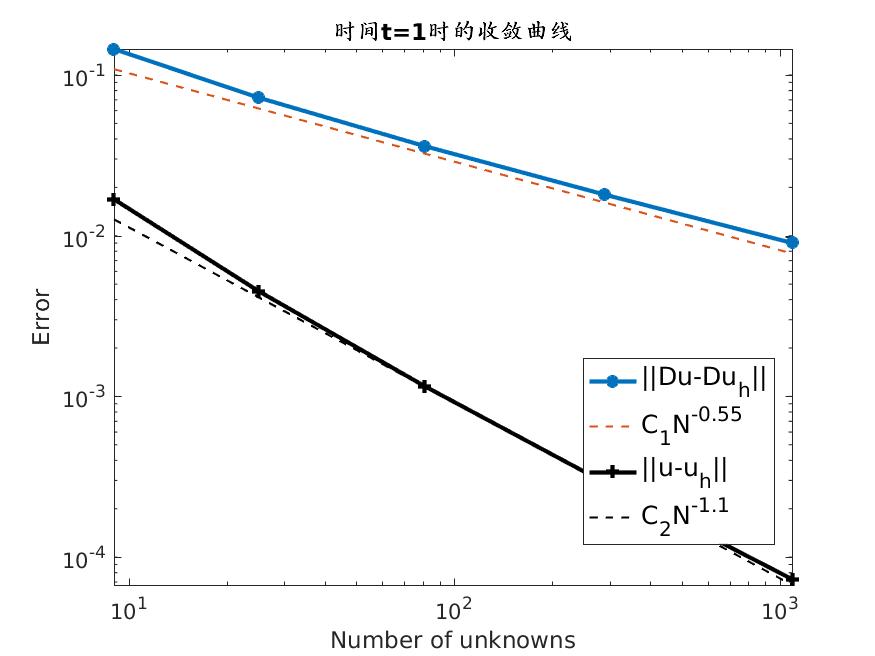 时间t=1时的收敛曲线
10^-1
10^-2
10^-3
10^-4
Error
||Du-Du_h||
C_1N^-0.55
||u-u_h||
C_2N^-1.1
10^1
10^2
10^3
Number of unknowns